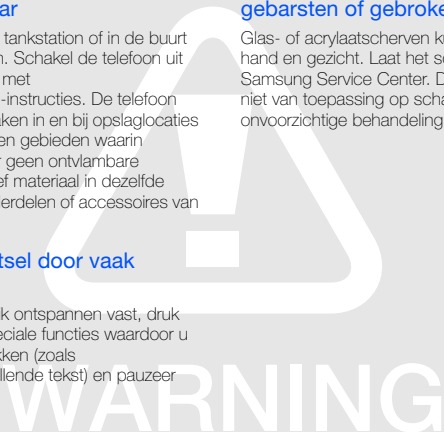 ar
tankstation of in de buurt
n. Schakel de telefoon uit
met
-instructies. De telefoon
ken in en bij opslaglocaties
en gebieden waarin
r geen ontvlambare
ef materiaal in dezelfde
erdelen of accessoires van
tsel door vaak
k ontspannen vast, druk
eciale functies waardoor u
kken (zoals
llende tekst) en pauzeer
gebarsten of gebroke
Glas- of acrylaatscherven ku
hand en gezicht. Laat het sc
Samsung Service Center. D
niet van toepassing op scha
onvoorzichtige behandeling
WARNING